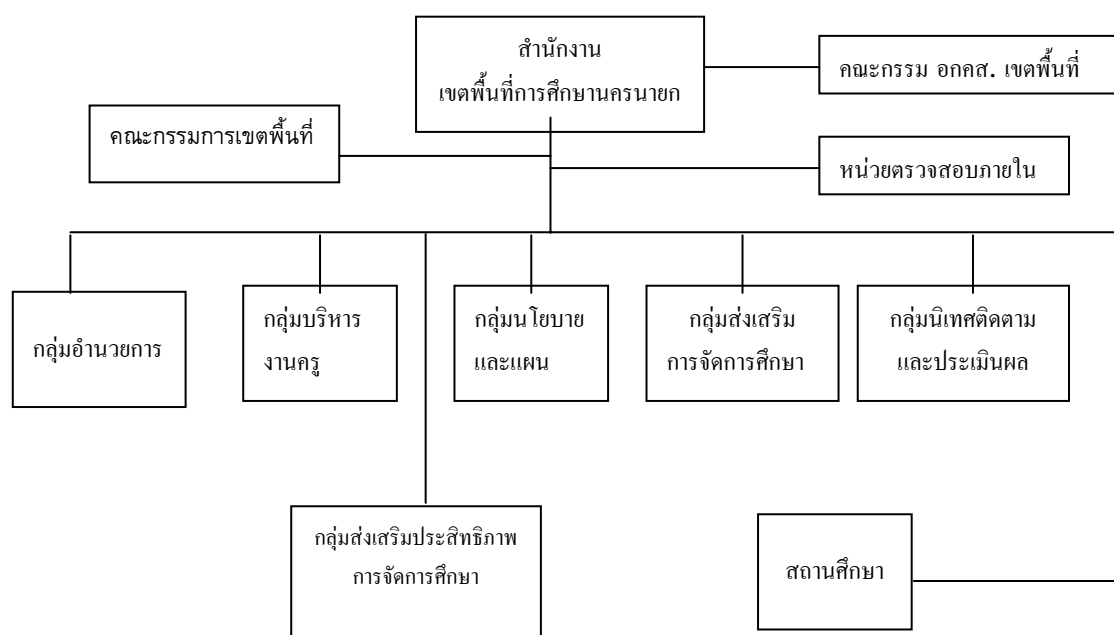 สำนักงาน
เขตพื้นที่การศึกษานครนายก
คณะกรรม อกคส. เขตพื้นที่
คณะกรรมการเขตพื้นที่
หน่วยตรวจสอบภายใน
กลุ่มอำนวยการ
กลุ่มบริหาร
งานครู
กลุ่มนโยบาย
และแผน
กลุ่มส่งเสริม
การจัดการศึกษา
กลุ่มนิเทศติดตาม
และประเมินผล
กลุ่มส่งเสริมประสิทธิภาพ
การจัดการศึกษา
สถานศึกษา